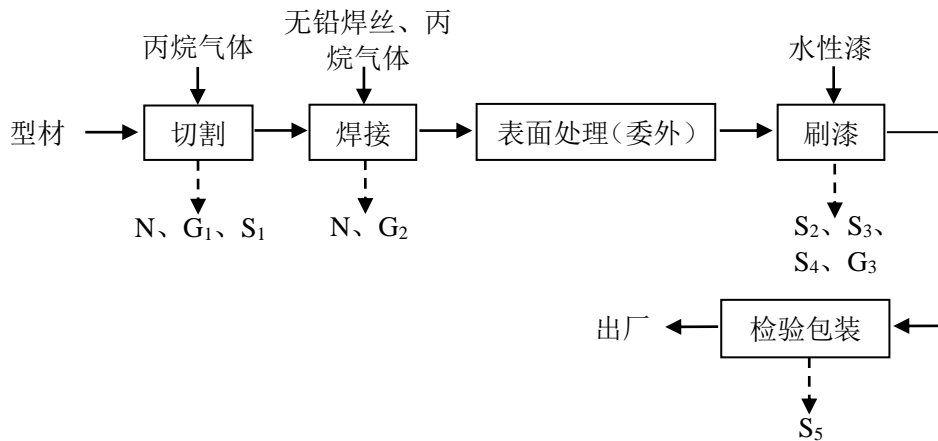 无铅焊丝、丙
烷气体
丙烷气体
水性漆
型材
切割
焊接
表面处理（委外）
刷漆
N、G₁、S₁
N、G₂
S₂、S₃、
S₄、G₃
出厂
检验包装
S₅